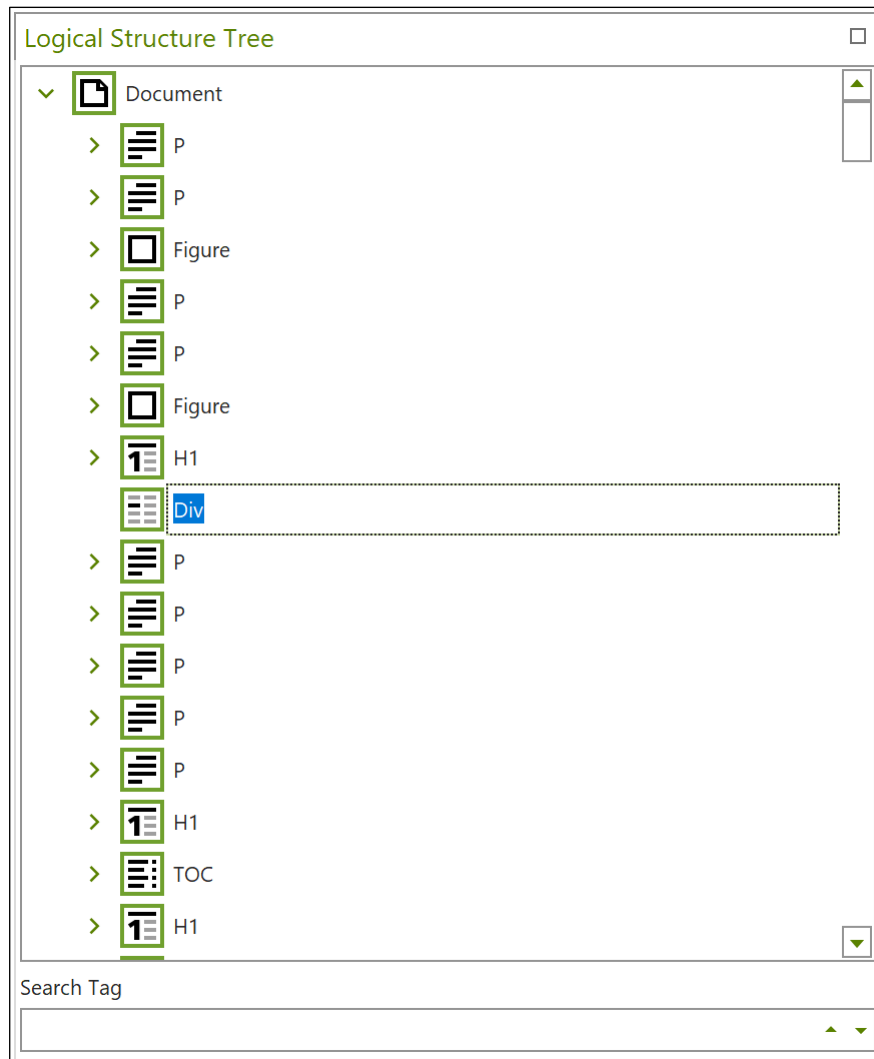 Logical Structure Tree
Document
P
P
Figure
P
P
Figure
H1
Div
P
P
P
P
P
H1
TOC
H1
Search Tag